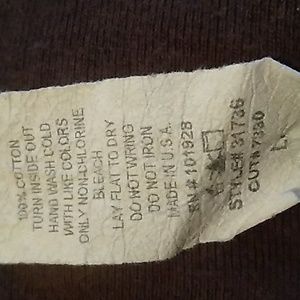 100% COTTON
TURN INSIDE OUT
HAND WASH COLD
WITH LIKE COLORS
ONLY NON-CHLORINE
BLEACH
LAY FLAT TO DRY
DO NOT WRING
DO NOT IRON
MADE IN U.S.A.
RN # 101928
STYLE# 31736
CUT# 7330
L